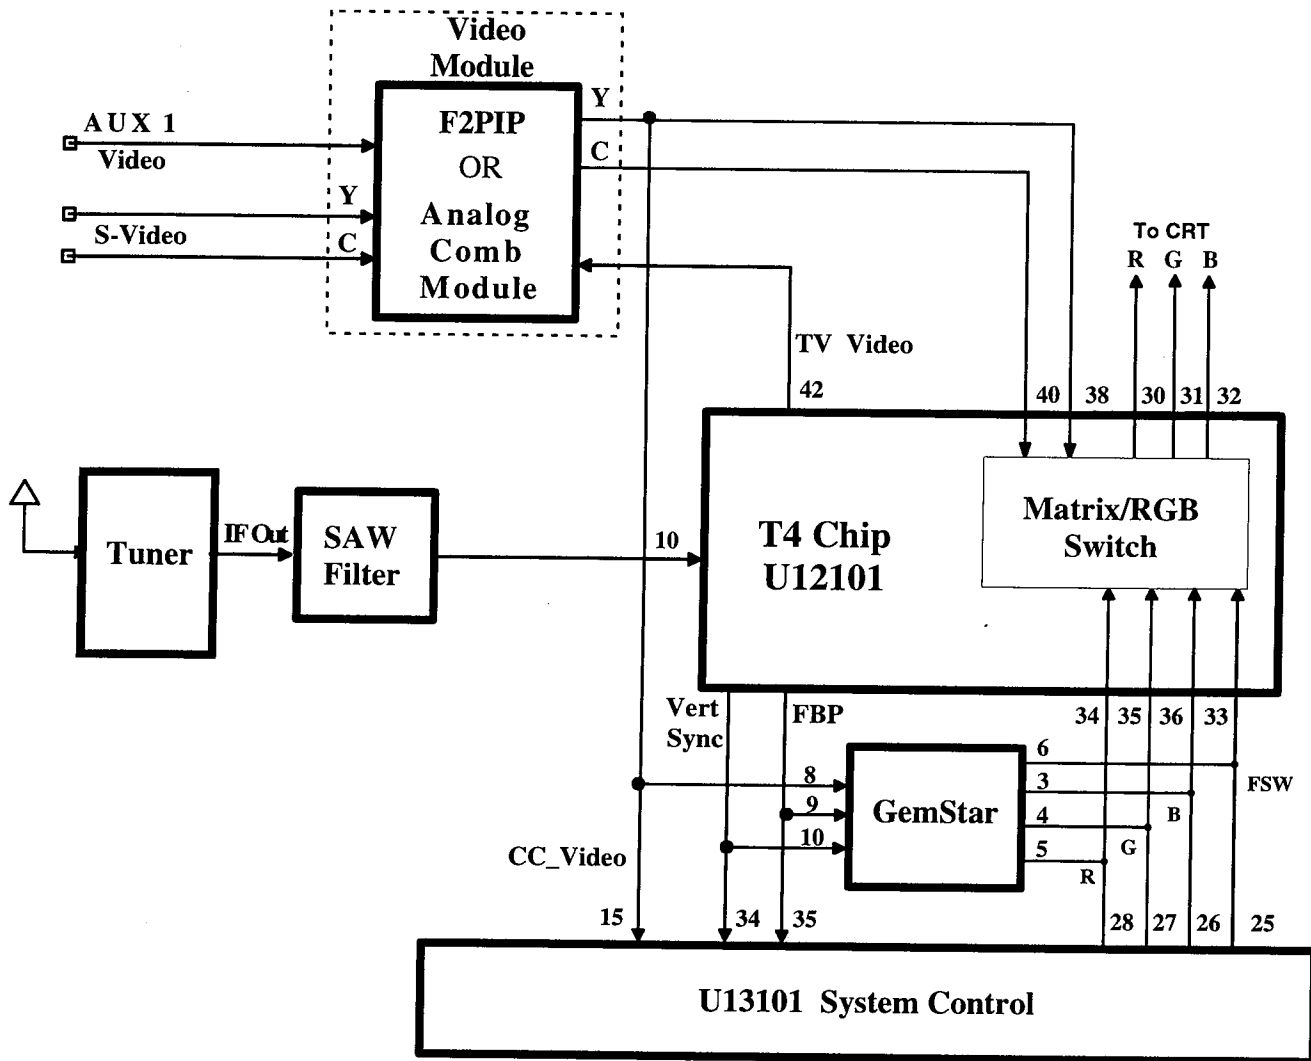 Video
Module
AUX 1
Video
Y
S-Video
C
F2PIP
OR
Analog
Comb
Module
Y
C
To CRT
R G B
TV Video
42
40 38 30 31 32
Tuner
IF Out
SAW
Filter
10
T4 Chip
U12101
Matrix/RGB
Switch
Vert
Sync
FBP
34 35 36 33
8
9
10
GemStar
6
3
4
5
FSW
B
G
R
CC_Video
15 34 35
28 27 26 25
U13101 System Control